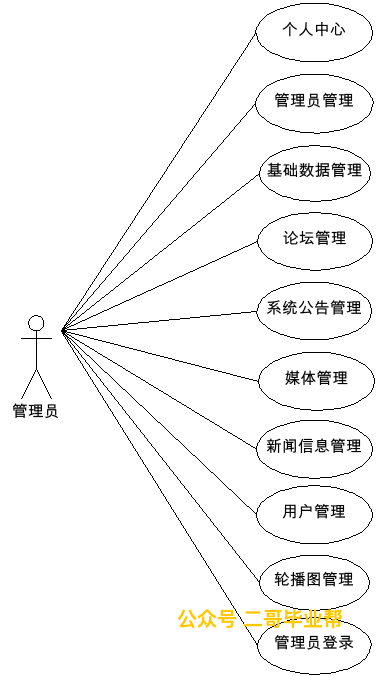 个人中心
管理员管理
基础数据管理
论坛管理
系统公告管理
媒体管理
管理员
新闻信息管理
用户管理
轮播图管理
公众号 二哥毕业帮
管理员登录